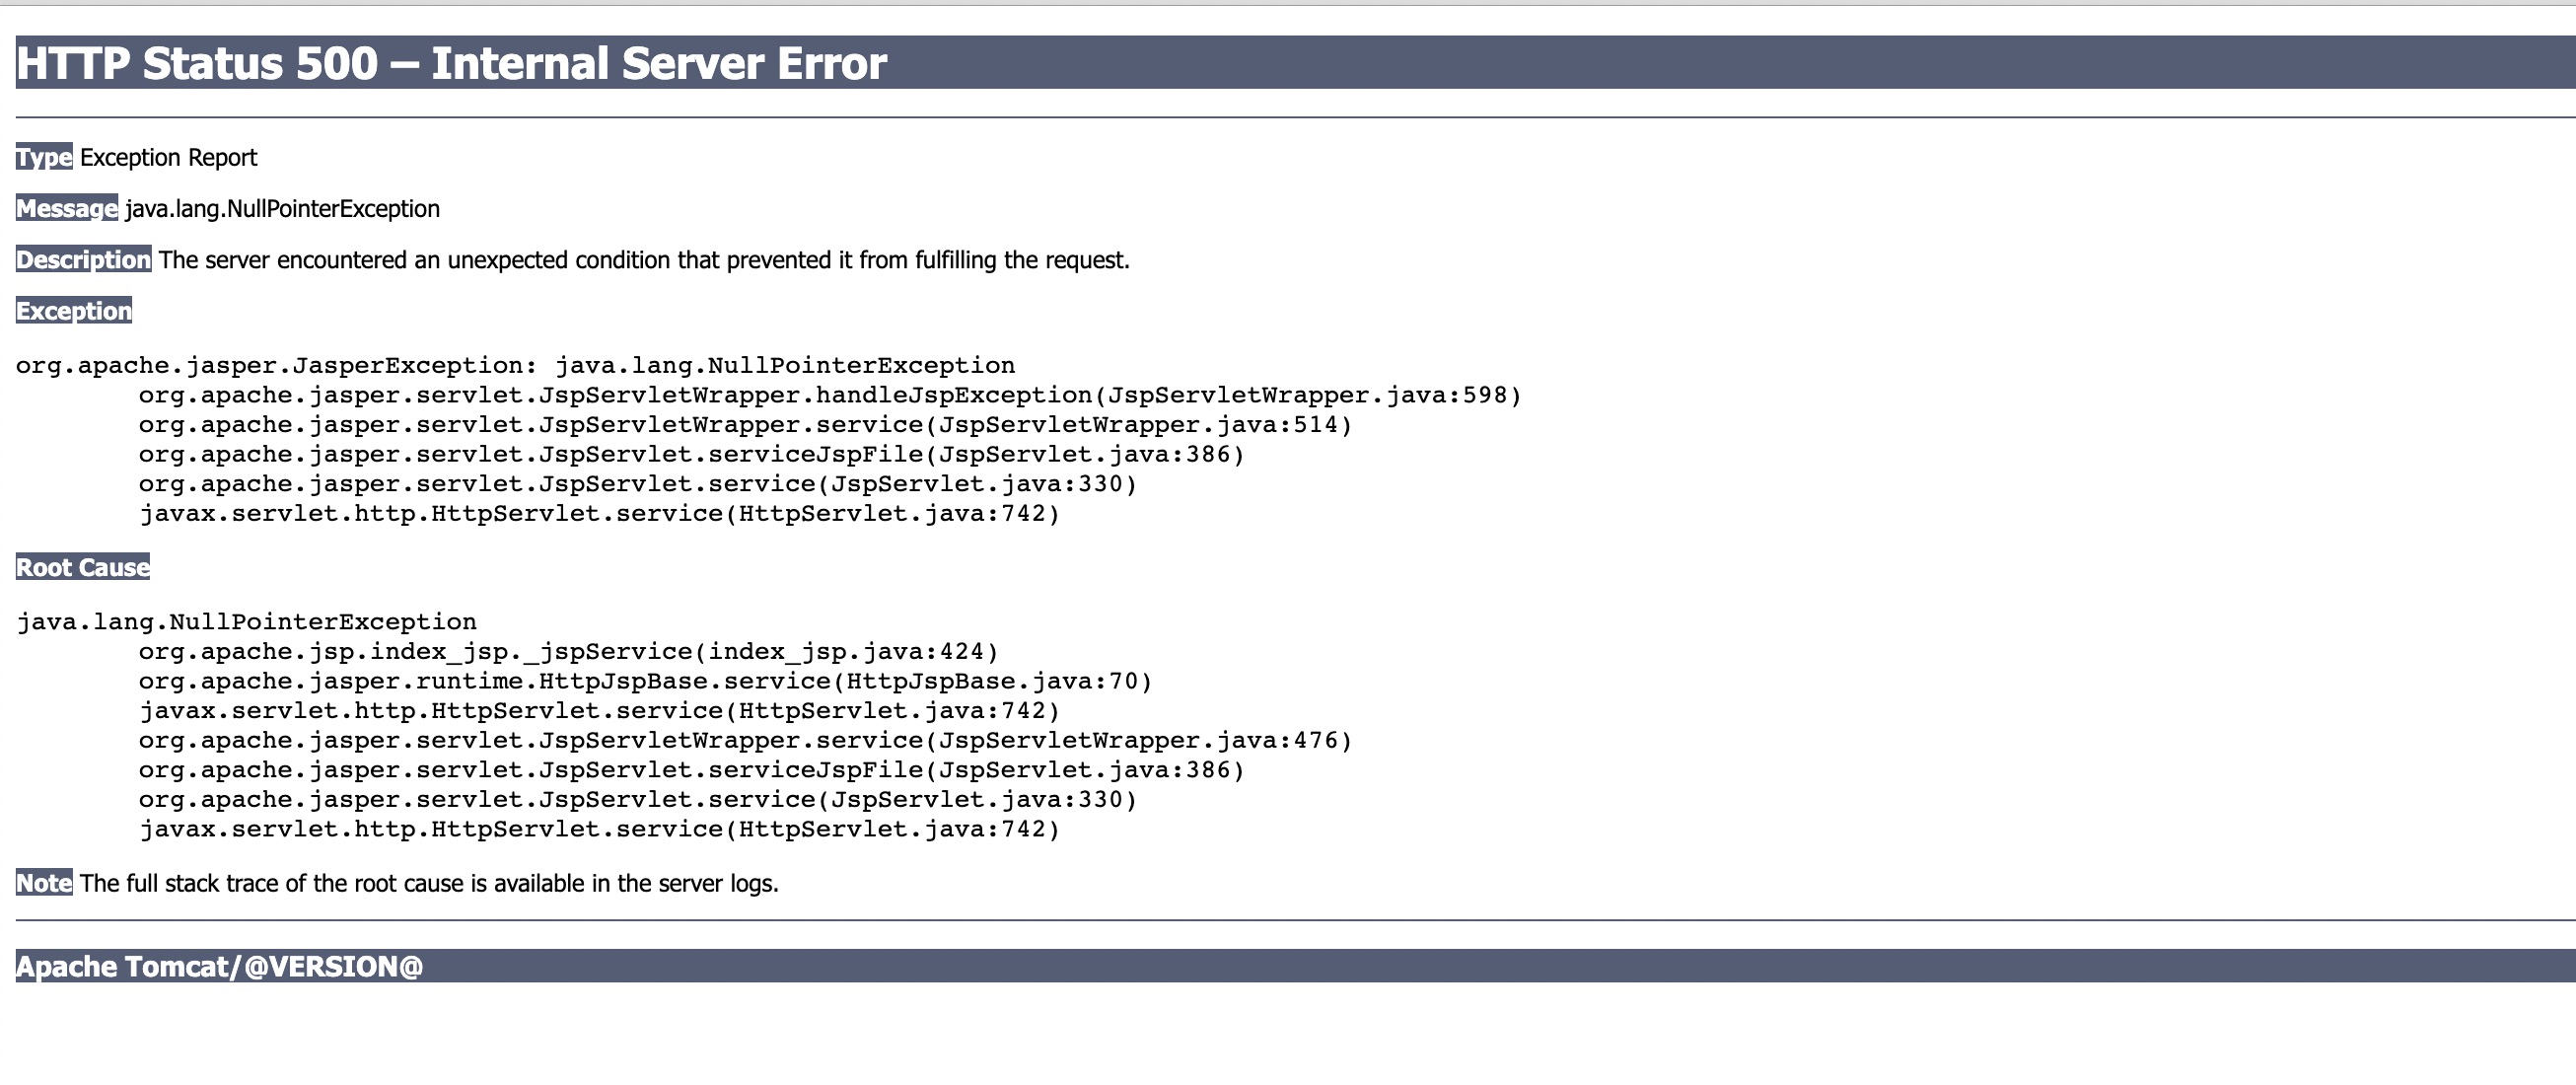 HTTP Status 500 – Internal Server Error
Type Exception Report
Message java.lang.NullPointerException
Description The server encountered an unexpected condition that prevented it from fulfilling the request.
Exception
org.apache.jasper.JasperException: java.lang.NullPointerException
org.apache.jasper.servlet.JspServletWrapper.handleJspException(JspServletWrapper.java:598)
org.apache.jasper.servlet.JspServletWrapper.service(JspServletWrapper.java:514)
org.apache.jasper.servlet.JspServlet.serviceJspFile(JspServlet.java:386)
org.apache.jasper.servlet.JspServlet.service(JspServlet.java:330)
javax.servlet.http.HttpServlet.service(HttpServlet.java:742)
Root Cause
java.lang.NullPointerException
org.apache.jsp.index_jsp._jspService(index_jsp.java:424)
org.apache.jasper.runtime.HttpJspBase.service(HttpJspBase.java:70)
javax.servlet.http.HttpServlet.service(HttpServlet.java:742)
org.apache.jasper.servlet.JspServletWrapper.service(JspServletWrapper.java:476)
org.apache.jasper.servlet.JspServlet.serviceJspFile(JspServlet.java:386)
org.apache.jasper.servlet.JspServlet.service(JspServlet.java:330)
javax.servlet.http.HttpServlet.service(HttpServlet.java:742)
Note The full stack trace of the root cause is available in the server logs.
Apache Tomcat/@VERSION@